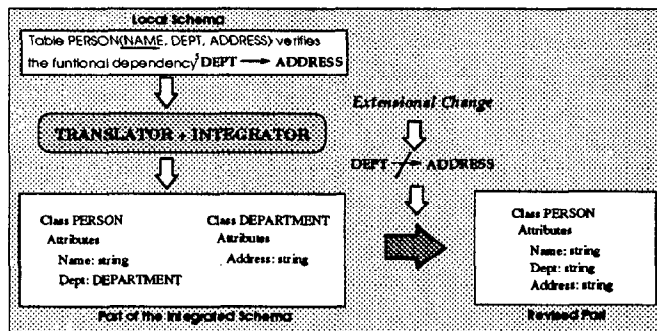 Local Schema
Table PERSON(NAME, DEPT, ADDRESS) verifies
the funtional dependency DEPT → ADDRESS
TRANSLATOR + INTEGRATOR
Extensional Change
DEPT → ADDRESS
Class PERSON
Attributes
Name: string
Dept: DEPARTMENT
Class DEPARTMENT
Attributes
Address: string
Part of the Integrated Schema
Class PERSON
Attributes
Name: string
Dept: string
Address: string
Revised Part